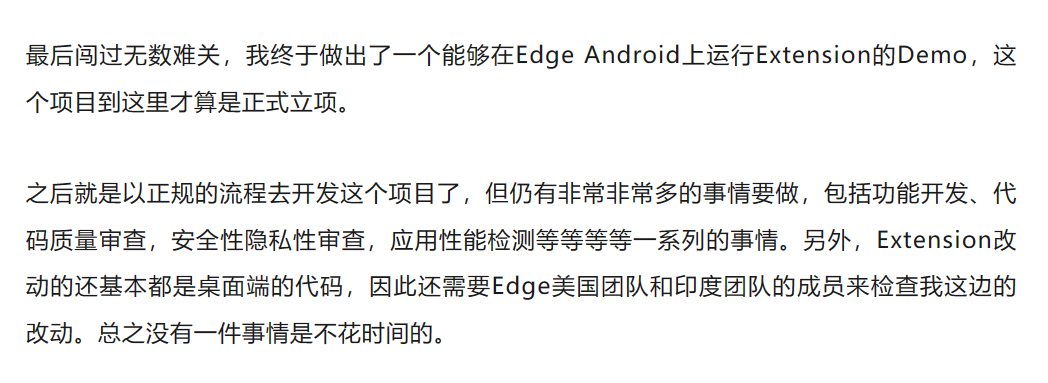 最后闯过无数难关，我终于做出了一个能够在Edge Android上运行Extension的Demo，这
个项目到这里才算是正式立项。
之后就是以正规的流程去开发这个项目了，但仍有非常非常多的事情要做，包括功能开发、代
码质量审查，安全性隐私性审查，应用性能检测等等等等一系列的事情。另外，Extension改
动的还基本都是桌面端的代码，因此还需要Edge美国团队和印度团队的成员来检查我这边的
改动。总之没有一件事情是不花时间的。